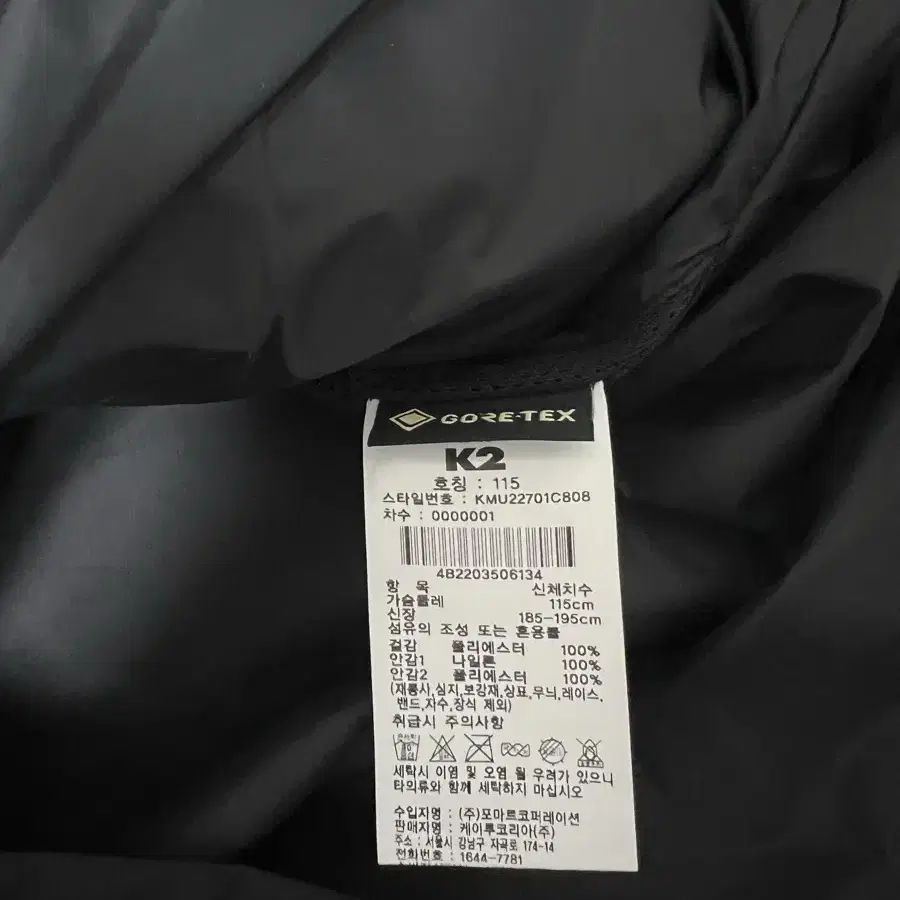 GORE-TEX
K2
호칭 : 115
스타일번호 : KMU22701C808
차수 : 0000001
4B2203506134
항 목 신체치수
가슴둘레 115cm
신장 185-195cm
섬유의 조성 또는 혼용률
겉감 폴리에스터 100%
안감1 나일론 100%
안감2 폴리에스터 100%
(재봉사,심지,보강재,상표,무늬,레이스,
밴드,자수,장식 제외)
취급시 주의사항
세탁시 이염 및 오염 될 우려가 있으니
타의류와 함께 세탁하지 마십시오
수입자명 : (주)포마르코퍼레이션
판매자명 : 케이투코리아(주)
주소 : 서울시 강남구 자곡로 174-14
전화번호 : 1644-7781